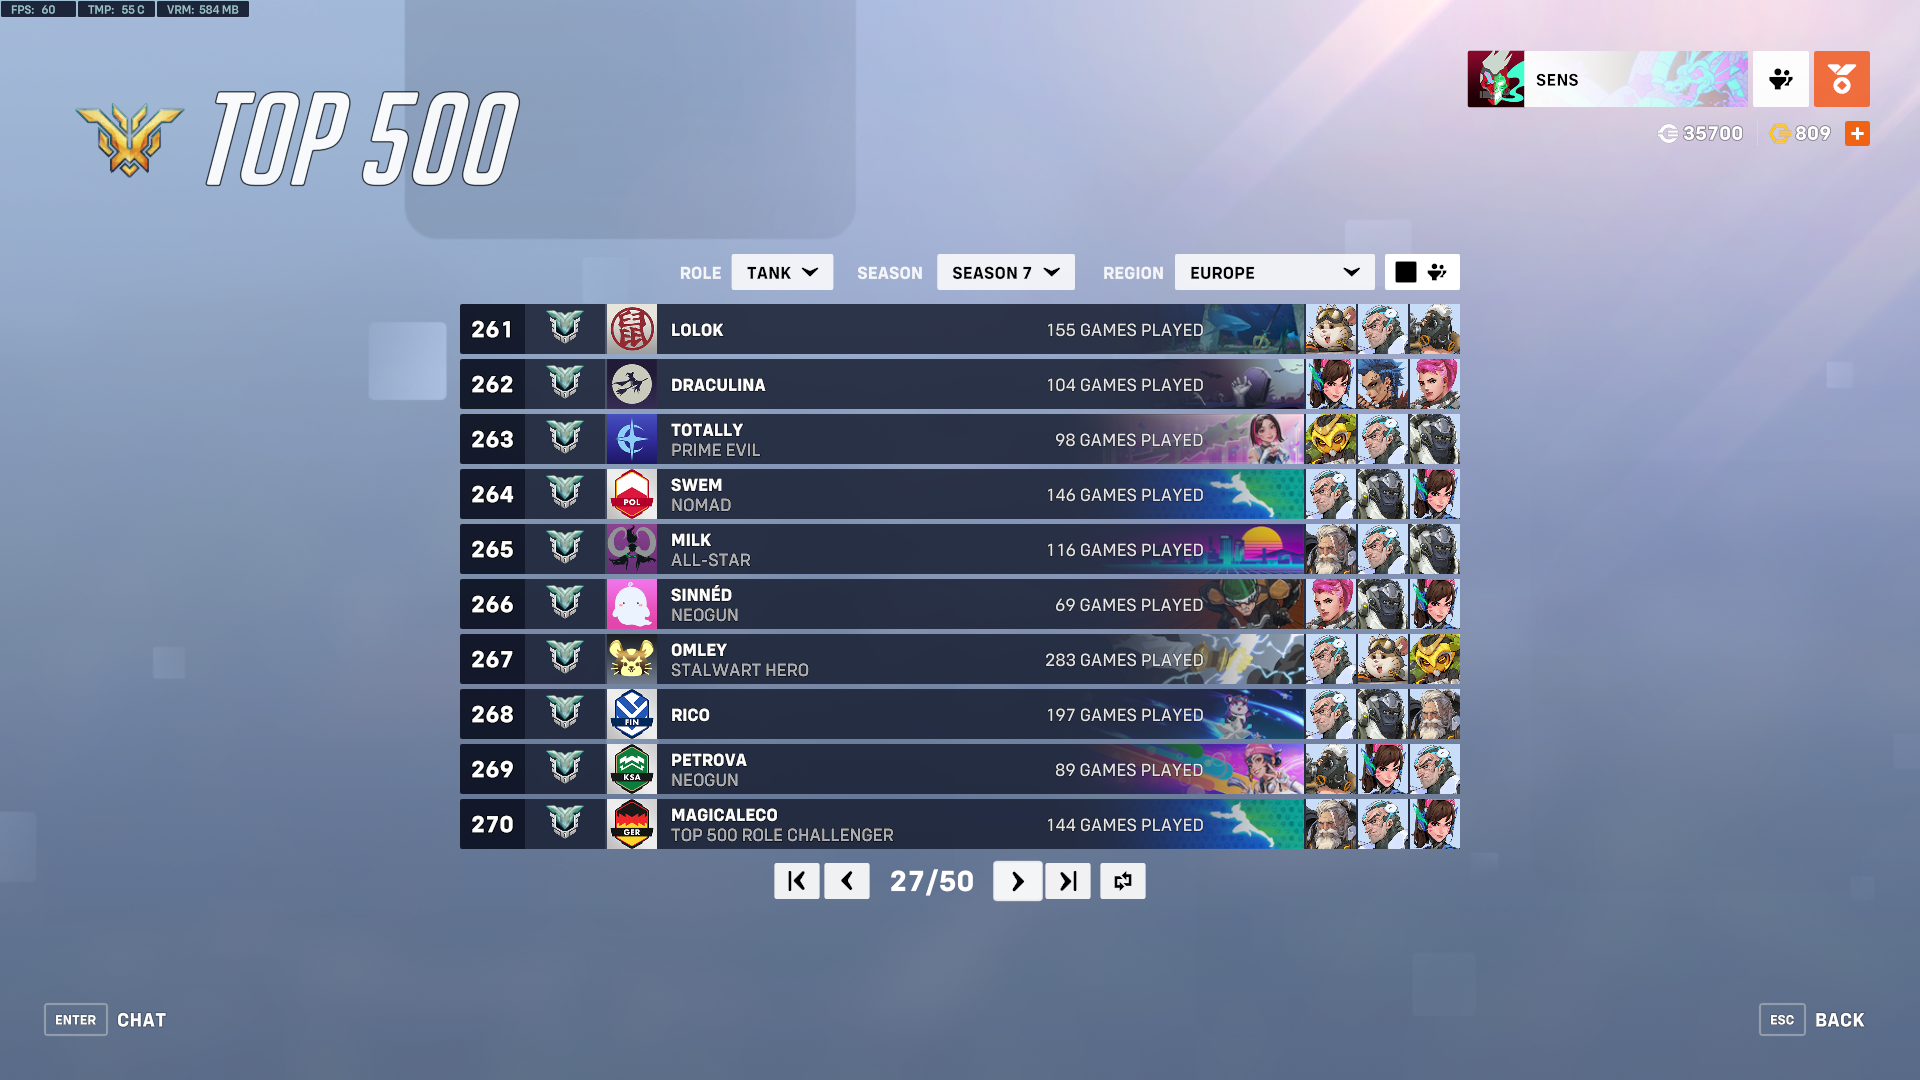 FPS: 60 TMP: 55 C VRM: 584 MB
TOP 500
SENS
35700 809
ROLE TANK SEASON SEASON 7 REGION EUROPE
261 LOLOK 155 GAMES PLAYED
262 DRACULINA 104 GAMES PLAYED
263 TOTALLY 98 GAMES PLAYED
PRIME EVIL
264 POL SWEM 146 GAMES PLAYED
NOMAD
265 MILK 116 GAMES PLAYED
ALL-STAR
266 SINNÉD 69 GAMES PLAYED
NEOGUN
267 OMLEY 283 GAMES PLAYED
STALWART HERO
268 FIN RICO 197 GAMES PLAYED
269 KSA PETROVA 89 GAMES PLAYED
NEOGUN
270 GER MAGICALECO 144 GAMES PLAYED
TOP 500 ROLE CHALLENGER
27/50
ENTER CHAT
ESC BACK